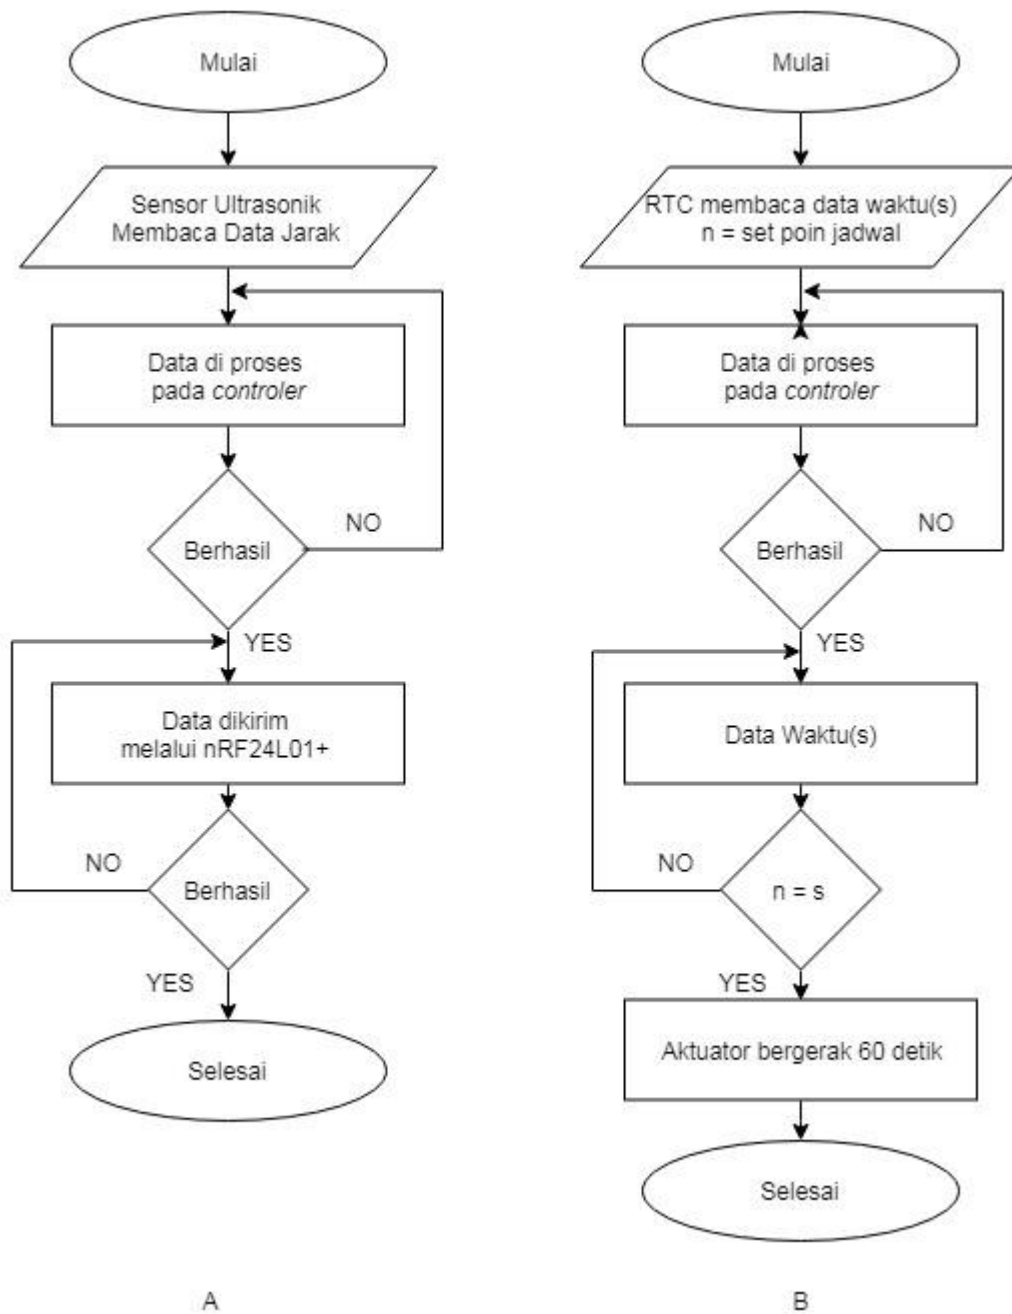 Mulai
Sensor Ultrasonik
Membaca Data Jarak
Data di proses
pada controler
Berhasil
NO
YES
Data dikirim
melalui nRF24L01+
Berhasil
NO
YES
Selesai
A
Mulai
RTC membaca data waktu(s)
n = set poin jadwal
Data di proses
pada controler
Berhasil
NO
YES
Data Waktu(s)
n = s
NO
YES
Aktuator bergerak 60 detik
Selesai
B